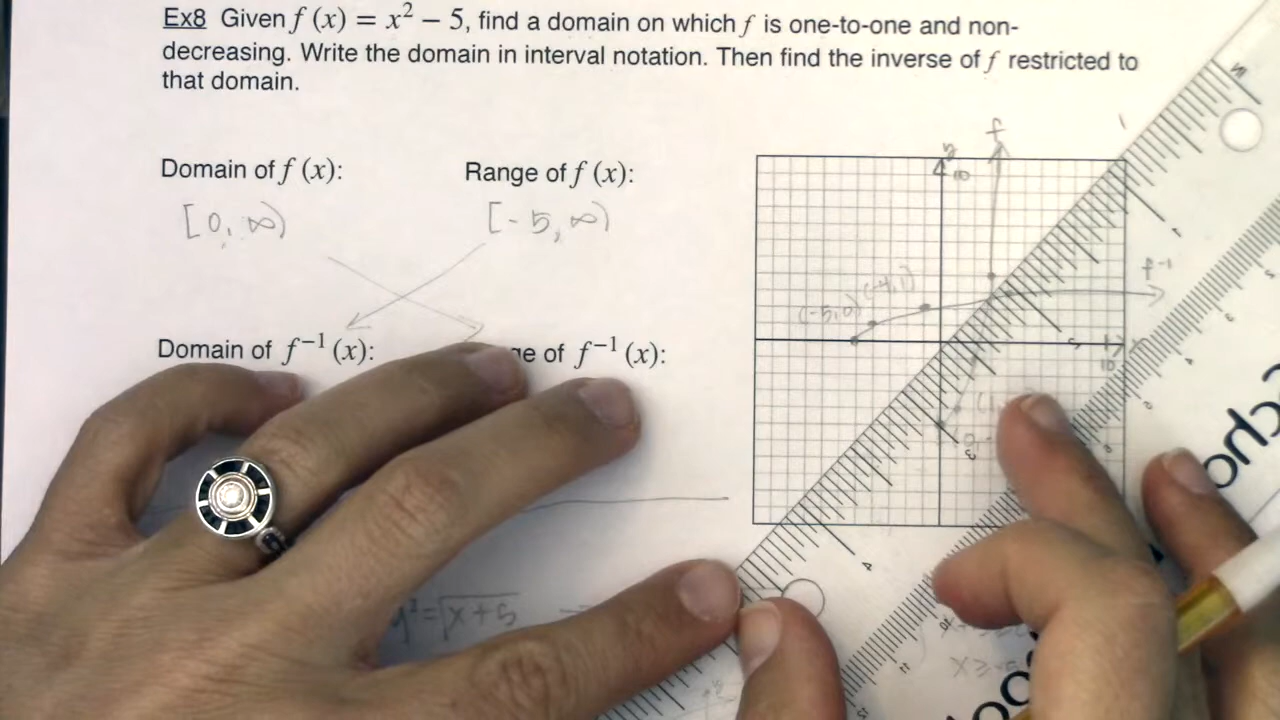 Ex8 Given f (x) = x² − 5, find a domain on which f is one-to-one and non-
decreasing. Write the domain in interval notation. Then find the inverse of f restricted to
that domain.
Domain of f (x):
Range of f (x):
[0, ∞)
[-5, ∞)
Domain of f⁻¹ (x):
ge of f⁻¹ (x):
f
y
10
f⁻¹
(-5,0)
(-4,1)
x
10
y²=√x+5